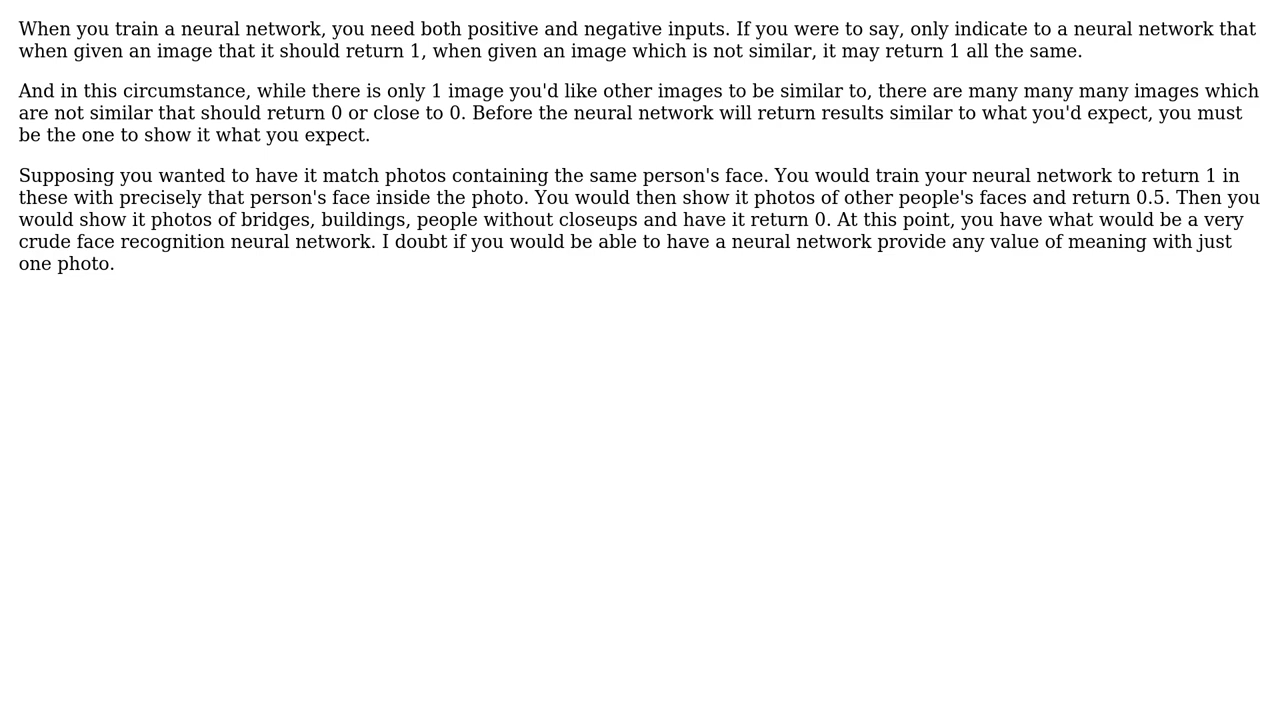 When you train a neural network, you need both positive and negative inputs. If you were to say, only indicate to a neural network that
when given an image that it should return 1, when given an image which is not similar, it may return 1 all the same.
And in this circumstance, while there is only 1 image you'd like other images to be similar to, there are many many many images which
are not similar that should return 0 or close to 0. Before the neural network will return results similar to what you'd expect, you must
be the one to show it what you expect.
Supposing you wanted to have it match photos containing the same person's face. You would train your neural network to return 1 in
these with precisely that person's face inside the photo. You would then show it photos of other people's faces and return 0.5. Then you
would show it photos of bridges, buildings, people without closeups and have it return 0. At this point, you have what would be a very
crude face recognition neural network. I doubt if you would be able to have a neural network provide any value of meaning with just
one photo.